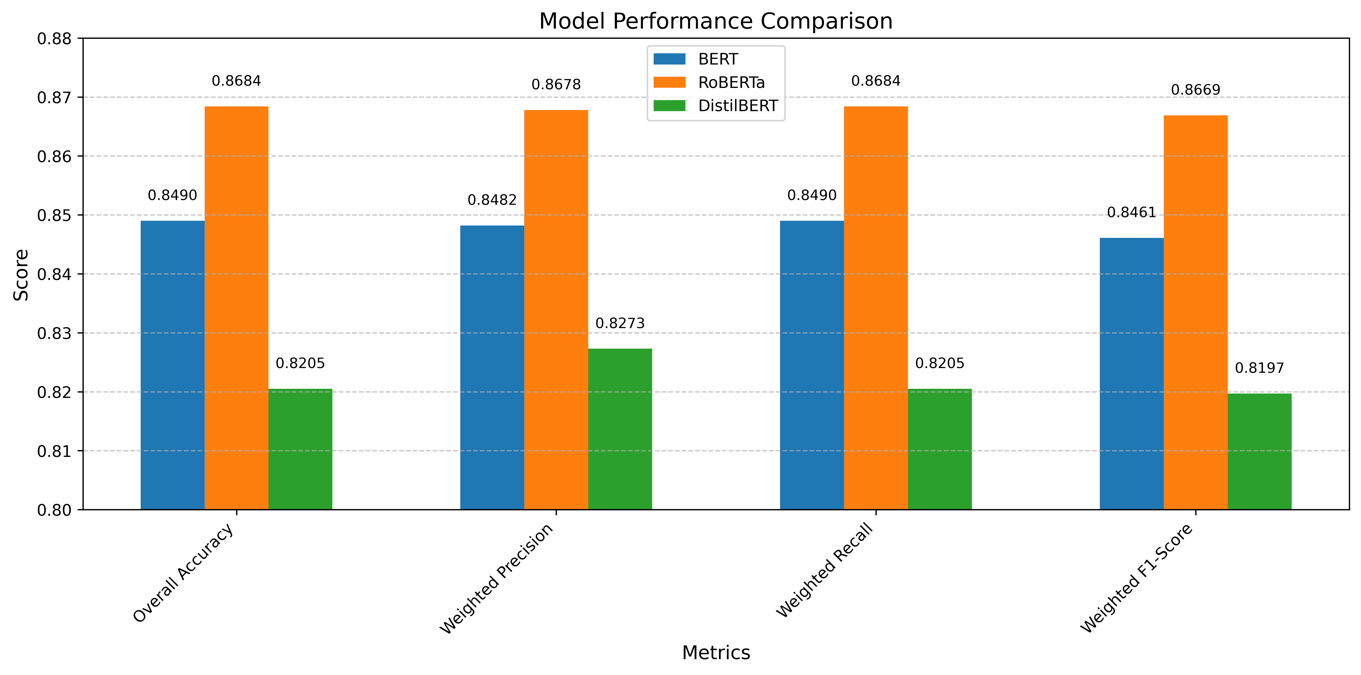 Model Performance Comparison
BERT
RoBERTa
DistilBERT
Score
0.88
0.87
0.86
0.85
0.84
0.83
0.82
0.81
0.80
0.8490
0.8684
0.8205
0.8482
0.8678
0.8273
0.8490
0.8684
0.8205
0.8461
0.8669
0.8197
Overall Accuracy
Weighted Precision
Weighted Recall
Weighted F1-Score
Metrics